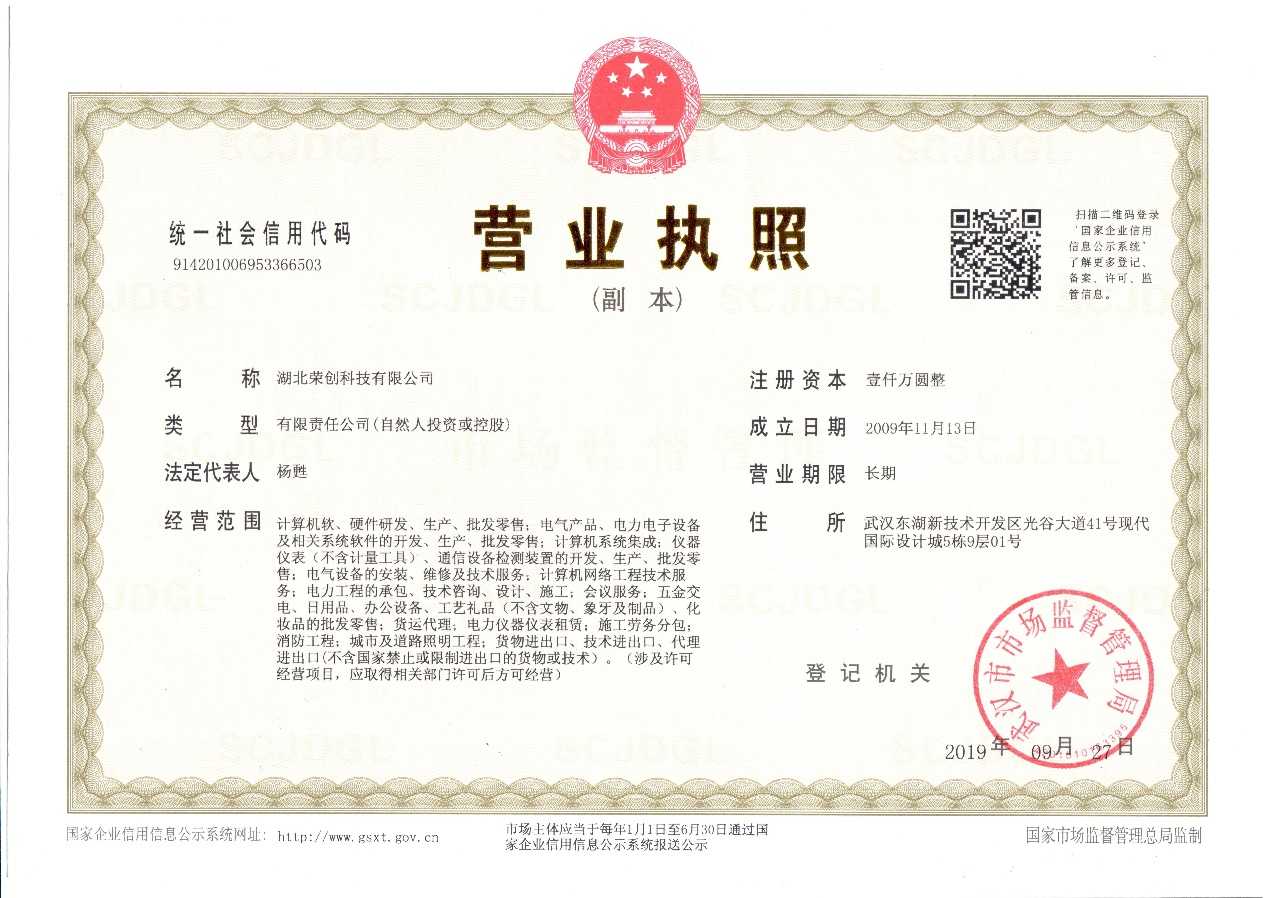 统一社会信用代码
914201006953366503
营业执照
(副 本)
扫描二维码登录
'国家企业信用
信息公示系统'
了解更多登记、
备案、许可、监
管信息。
名 称 湖北荣创科技有限公司
类 型 有限责任公司(自然人投资或控股)
法定代表人 杨甦
经营范围 计算机软、硬件研发、生产、批发零售；电气产品、电力电子设备
及相关系统软件的开发、生产、批发零售；计算机系统集成；仪器
仪表（不含计量工具）、通信设备检测装置的开发、生产、批发零
售；电气设备的安装、维修及技术服务；计算机网络工程技术服
务；电力工程的承包、技术咨询、设计、施工；会议服务；五金交
电、日用品、办公设备、工艺礼品（不含文物、象牙及制品）、化
妆品的批发零售；货运代理；电力仪器仪表租赁；施工劳务分包；
消防工程；城市及道路照明工程；货物进出口、技术进出口、代理
进出口(不含国家禁止或限制进出口的货物或技术）。（涉及许可
经营项目，应取得相关部门许可后方可经营）
注册资本 壹仟万圆整
成立日期 2009年11月13日
营业期限 长期
住 所 武汉东湖新技术开发区光谷大道41号现代
国际设计城5栋9层01号
登记机关
武汉市市场监督管理局
2019年 09月 27日
国家企业信用信息公示系统网址：http://www.gsxt.gov.cn
市场主体应当于每年1月1日至6月30日通过国
家企业信用信息公示系统报送公示
国家市场监督管理总局监制
SCJDGL